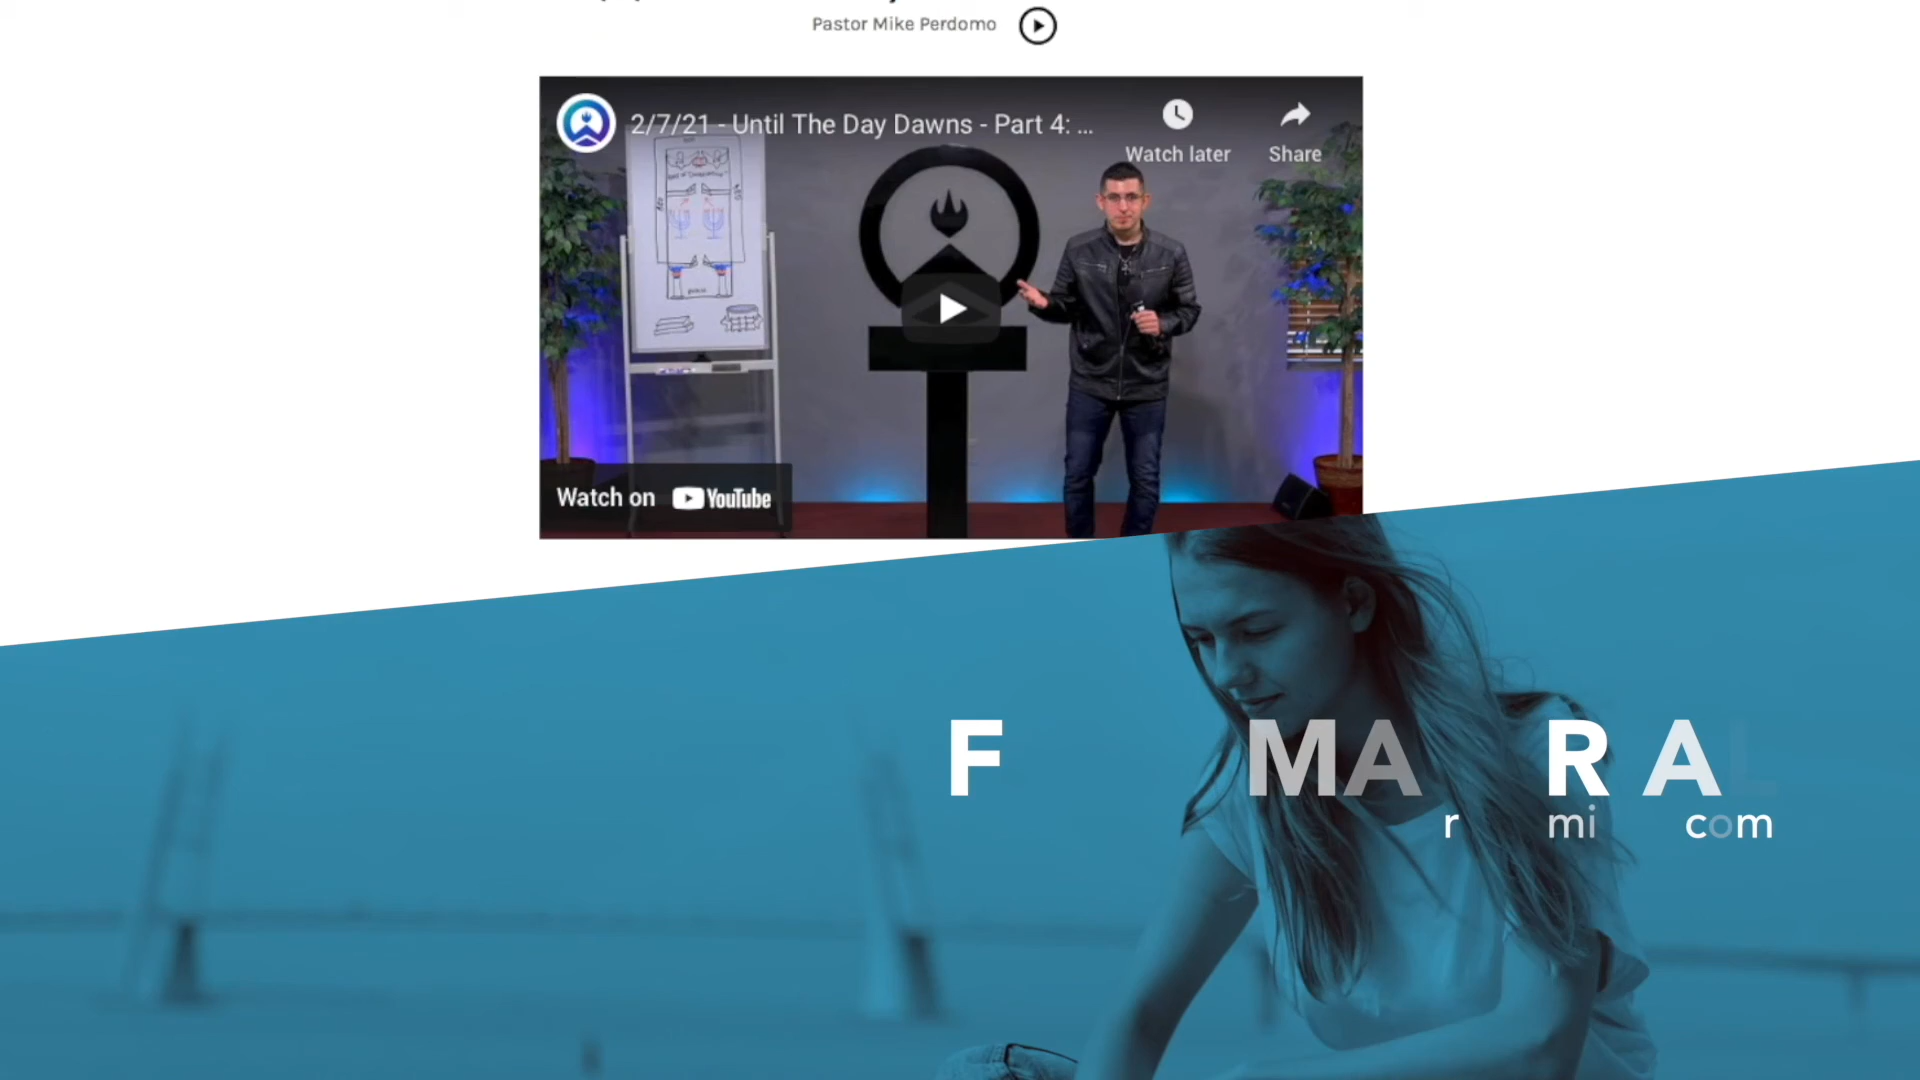 Pastor Mike Perdomo
2/7/21 - Until The Day Dawns - Part 4: ...
Watch later
Share
Watch on YouTube
F MA RAL
r mi com